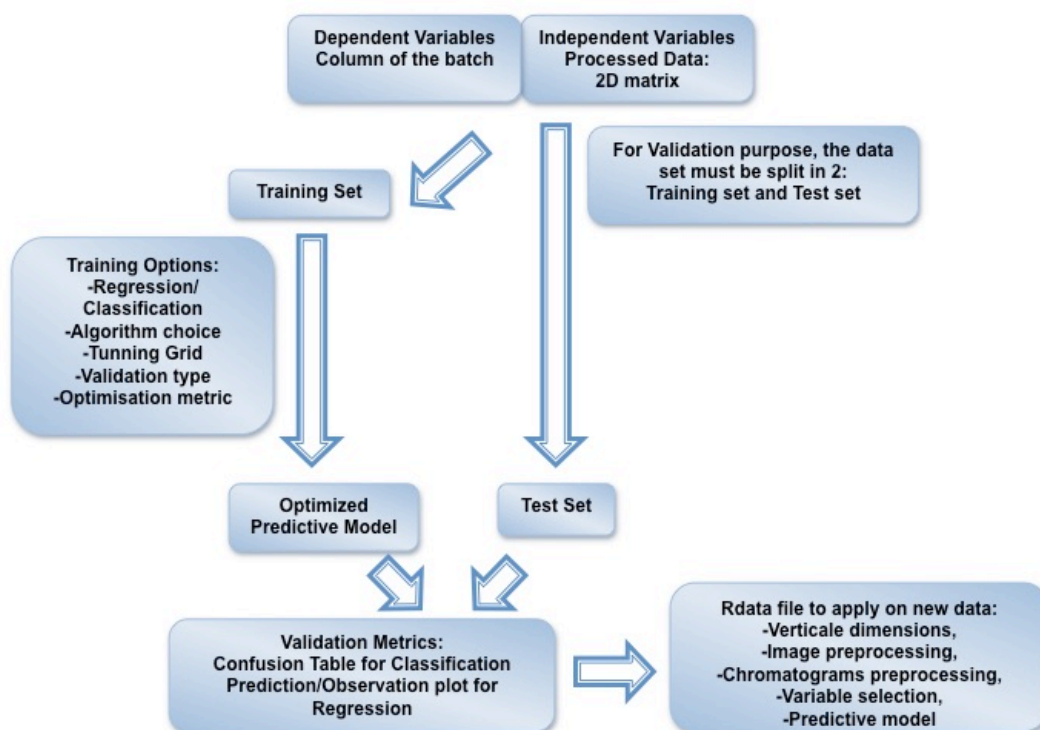 Dependent Variables
Column of the batch
Independent Variables
Processed Data:
2D matrix
For Validation purpose, the data
set must be split in 2:
Training set and Test set
Training Set
Training Options:
-Regression/
Classification
-Algorithm choice
-Tunning Grid
-Validation type
-Optimisation metric
Optimized
Predictive Model
Test Set
Validation Metrics:
Confusion Table for Classification
Prediction/Observation plot for
Regression
Rdata file to apply on new data:
-Verticale dimensions,
-Image preprocessing,
-Chromatograms preprocessing,
-Variable selection,
-Predictive model